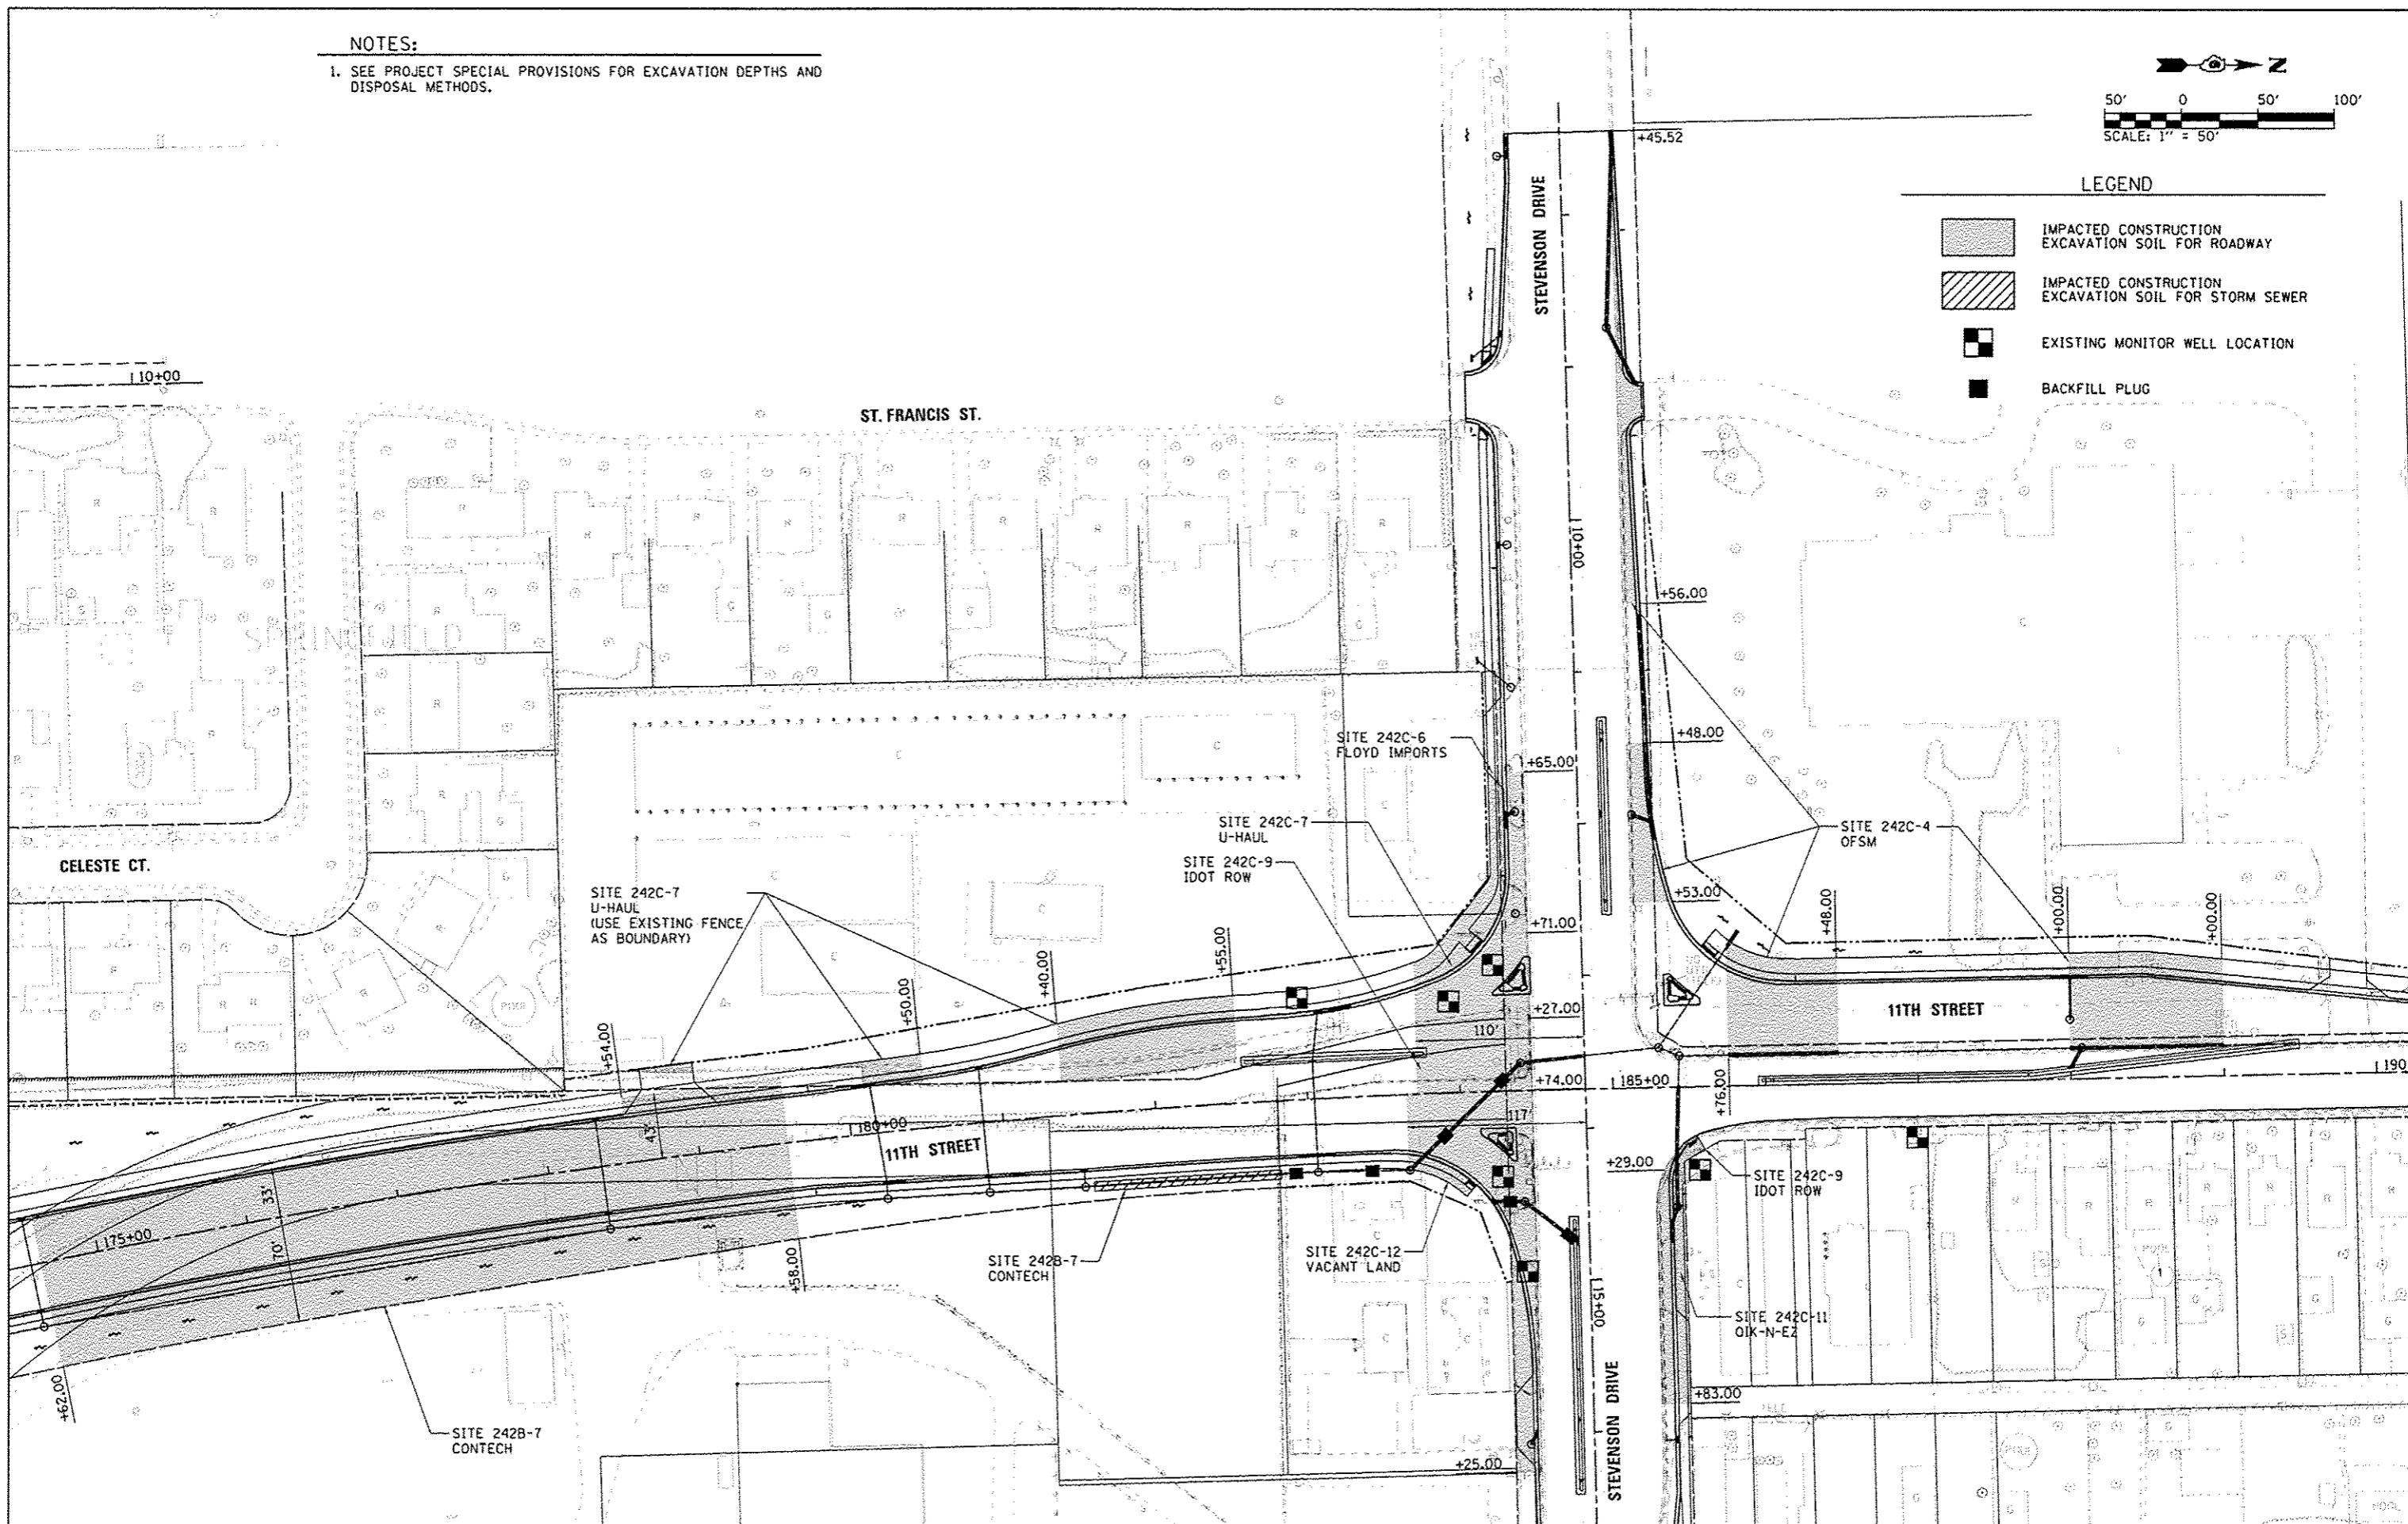 NOTES:
1. SEE PROJECT SPECIAL PROVISIONS FOR EXCAVATION DEPTHS AND
DISPOSAL METHODS.
Z
50' 0 50' 100'
SCALE: 1" = 50'
LEGEND
IMPACTED CONSTRUCTION
EXCAVATION SOIL FOR ROADWAY
IMPACTED CONSTRUCTION
EXCAVATION SOIL FOR STORM SEWER
EXISTING MONITOR WELL LOCATION
BACKFILL PLUG
+45.52
STEVENSON DRIVE
110+00
ST. FRANCIS ST.
110+00
+56.00
SPRINGFIELD
+48.00
SITE 242C-6
FLOYD IMPORTS
+65.00
SITE 242C-7
U-HAUL
SITE 242C-4
OFSM
SITE 242C-9
IDOT ROW
CELESTE CT.
SITE 242C-7
U-HAUL
(USE EXISTING FENCE
AS BOUNDARY)
+53.00
+48.00
+00.00
+00.00
+71.00
+55.00
+40.00
+50.00
+54.00
+27.00
11TH STREET
110'
+74.00
185+00
190
+76.00
117'
180+00
11TH STREET
43'
+29.00
SITE 242C-9
IDOT ROW
33'
175+00
70'
+58.00
SITE 242B-7
CONTECH
SITE 242C-12
VACANT LAND
115+00
SITE 242C-11
QIK-N-EZ
+62.00
+83.00
SITE 242B-7
CONTECH
+25.00
STEVENSON DRIVE
POOL